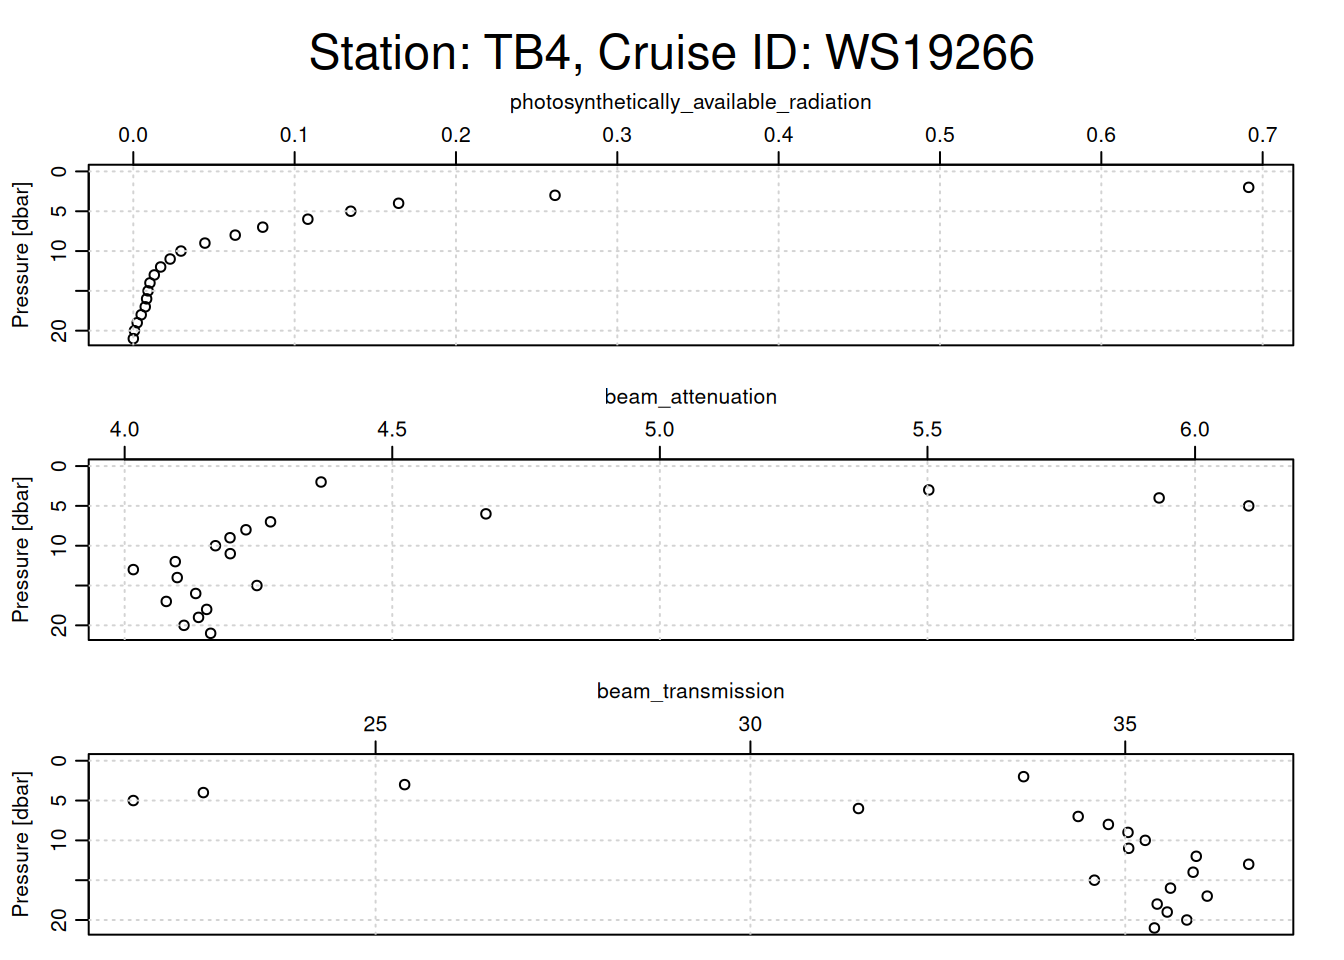 Station: TB4, Cruise ID: WS19266
photosynthetically_available_radiation
0.0 0.1 0.2 0.3 0.4 0.5 0.6 0.7
Pressure [dbar]
0
5
10
20
beam_attenuation
4.0 4.5 5.0 5.5 6.0
Pressure [dbar]
0
5
10
20
beam_transmission
25 30 35
Pressure [dbar]
0
5
10
20